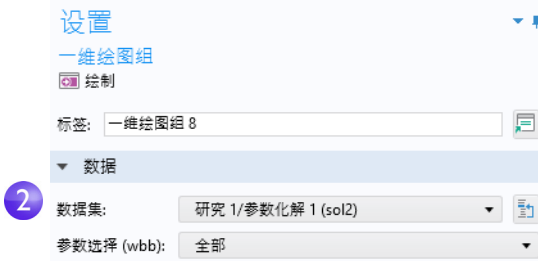 设置
一维绘图组
绘制
标签: 一维绘图组 8
数据
2
数据集: 研究 1/参数化解 1 (sol2)
参数选择 (wbb): 全部